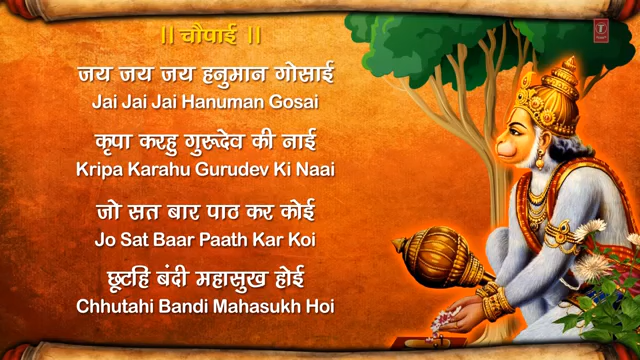 ॥ चौपाई ॥
जय जय जय हनुमान गोसाई
Jai Jai Jai Hanuman Gosai
कृपा करहु गुरूदेव की नाई
Kripa Karahu Gurudev Ki Naai
जो सत बार पाठ कर कोई
Jo Sat Baar Paath Kar Koi
छूटहि बंदी महासुख होई
Chhutahi Bandi Mahasukh Hoi